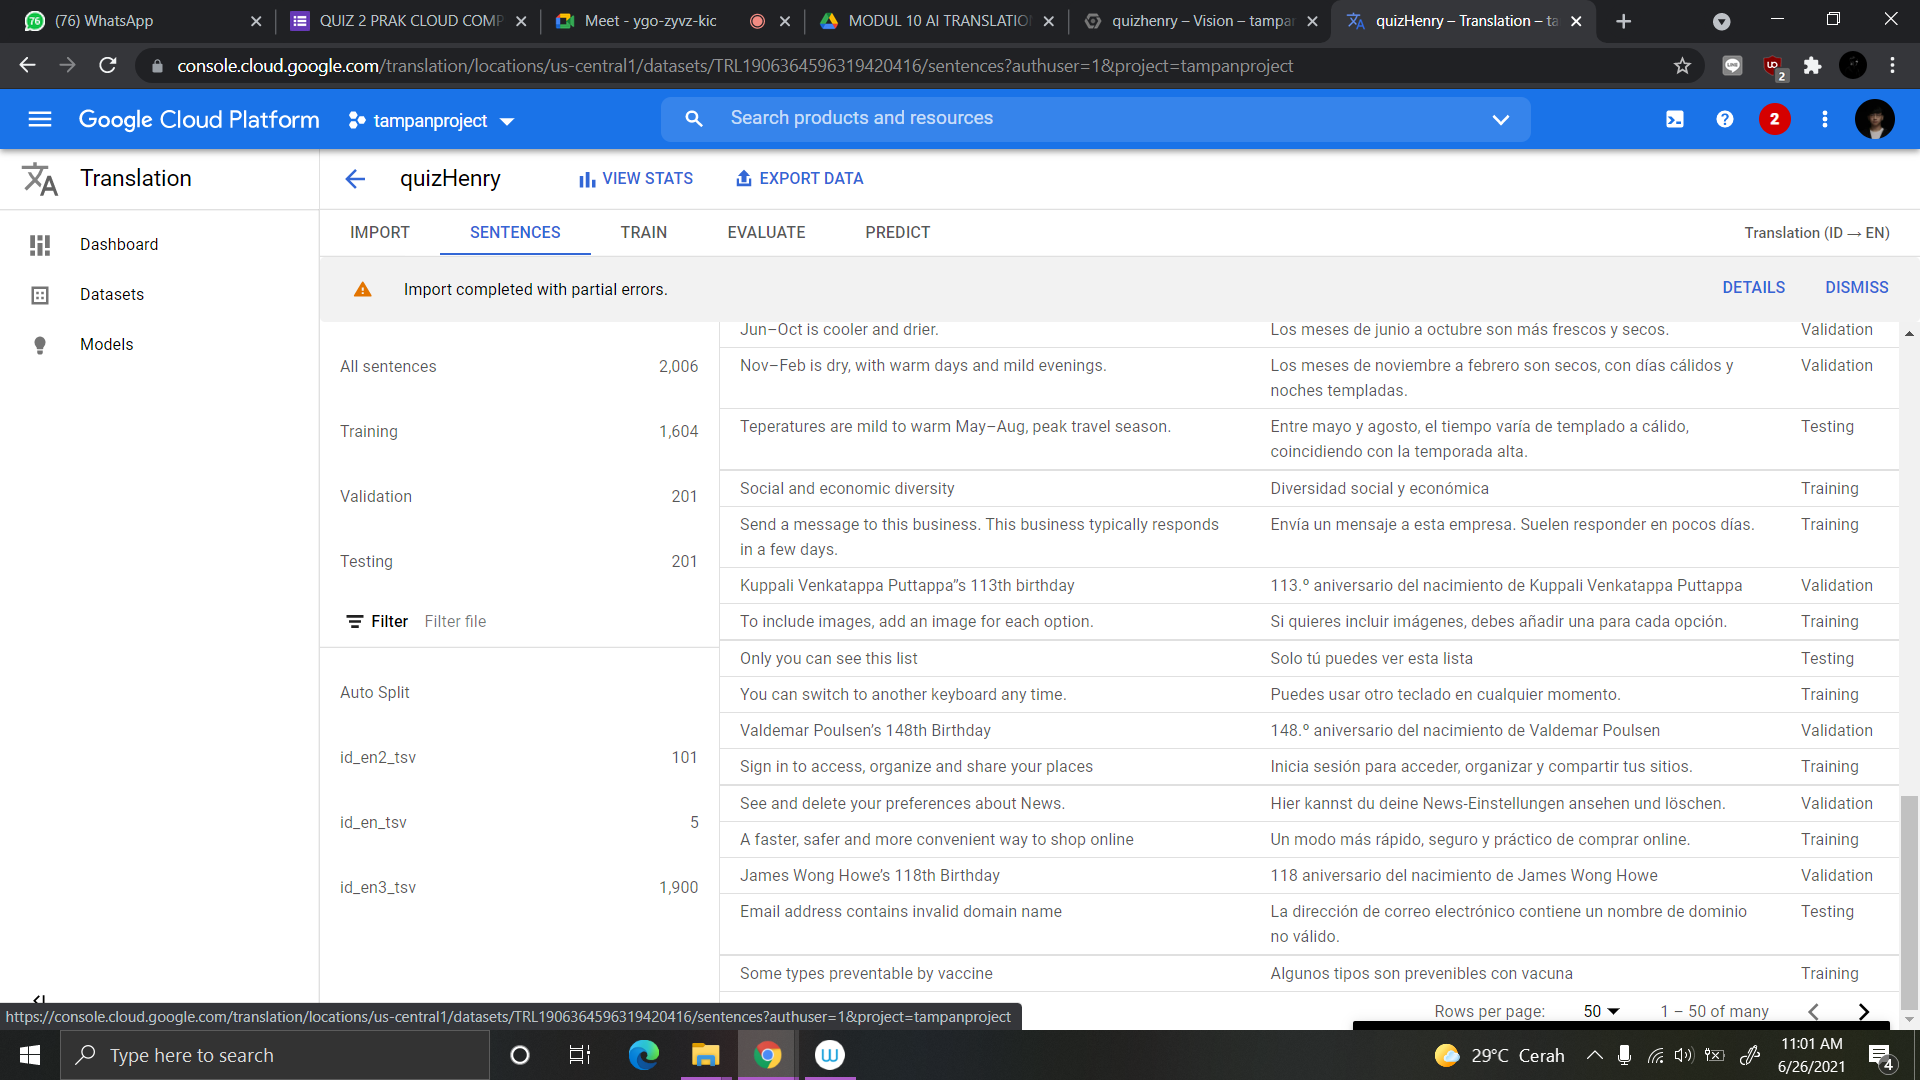 (76) WhatsApp
QUIZ 2 PRAK CLOUD COMP
Meet - ygo-zyvz-kic
MODUL 10 AI TRANSLATION
quizhenry – Vision – tampan
quizHenry – Translation – ta
console.cloud.google.com/translation/locations/us-central1/datasets/TRL1906364596319420416/sentences?authuser=1&project=tampanproject
2
Google Cloud Platform
tampanproject
Search products and resources
2
Translation
quizHenry
VIEW STATS
EXPORT DATA
Dashboard
Datasets
Models
IMPORT
SENTENCES
TRAIN
EVALUATE
PREDICT
Translation (ID → EN)
Import completed with partial errors.
DETAILS
DISMISS
All sentences 2,006
Training 1,604
Validation 201
Testing 201
Filter Filter file
Auto Split
id_en2_tsv 101
id_en_tsv 5
id_en3_tsv 1,900
Jun–Oct is cooler and drier. Los meses de junio a octubre son más frescos y secos. Validation
Nov–Feb is dry, with warm days and mild evenings. Los meses de noviembre a febrero son secos, con días cálidos y Validation
noches templadas.
Teperatures are mild to warm May–Aug, peak travel season. Entre mayo y agosto, el tiempo varía de templado a cálido, Testing
coincidiendo con la temporada alta.
Social and economic diversity Diversidad social y económica Training
Send a message to this business. This business typically responds Envía un mensaje a esta empresa. Suelen responder en pocos días. Training
in a few days.
Kuppali Venkatappa Puttappa”s 113th birthday 113.º aniversario del nacimiento de Kuppali Venkatappa Puttappa Validation
To include images, add an image for each option. Si quieres incluir imágenes, debes añadir una para cada opción. Training
Only you can see this list Solo tú puedes ver esta lista Testing
You can switch to another keyboard any time. Puedes usar otro teclado en cualquier momento. Training
Valdemar Poulsen’s 148th Birthday 148.º aniversario del nacimiento de Valdemar Poulsen Validation
Sign in to access, organize and share your places Inicia sesión para acceder, organizar y compartir tus sitios. Training
See and delete your preferences about News. Hier kannst du deine News-Einstellungen ansehen und löschen. Validation
A faster, safer and more convenient way to shop online Un modo más rápido, seguro y práctico de comprar online. Training
James Wong Howe’s 118th Birthday 118 aniversario del nacimiento de James Wong Howe Validation
Email address contains invalid domain name La dirección de correo electrónico contiene un nombre de dominio Testing
no válido.
Some types preventable by vaccine Algunos tipos son prevenibles con vacuna Training
Rows per page: 50 1 – 50 of many
https://console.cloud.google.com/translation/locations/us-central1/datasets/TRL1906364596319420416/sentences?authuser=1&project=tampanproject
Type here to search
29°C Cerah
11:01 AM
6/26/2021
4